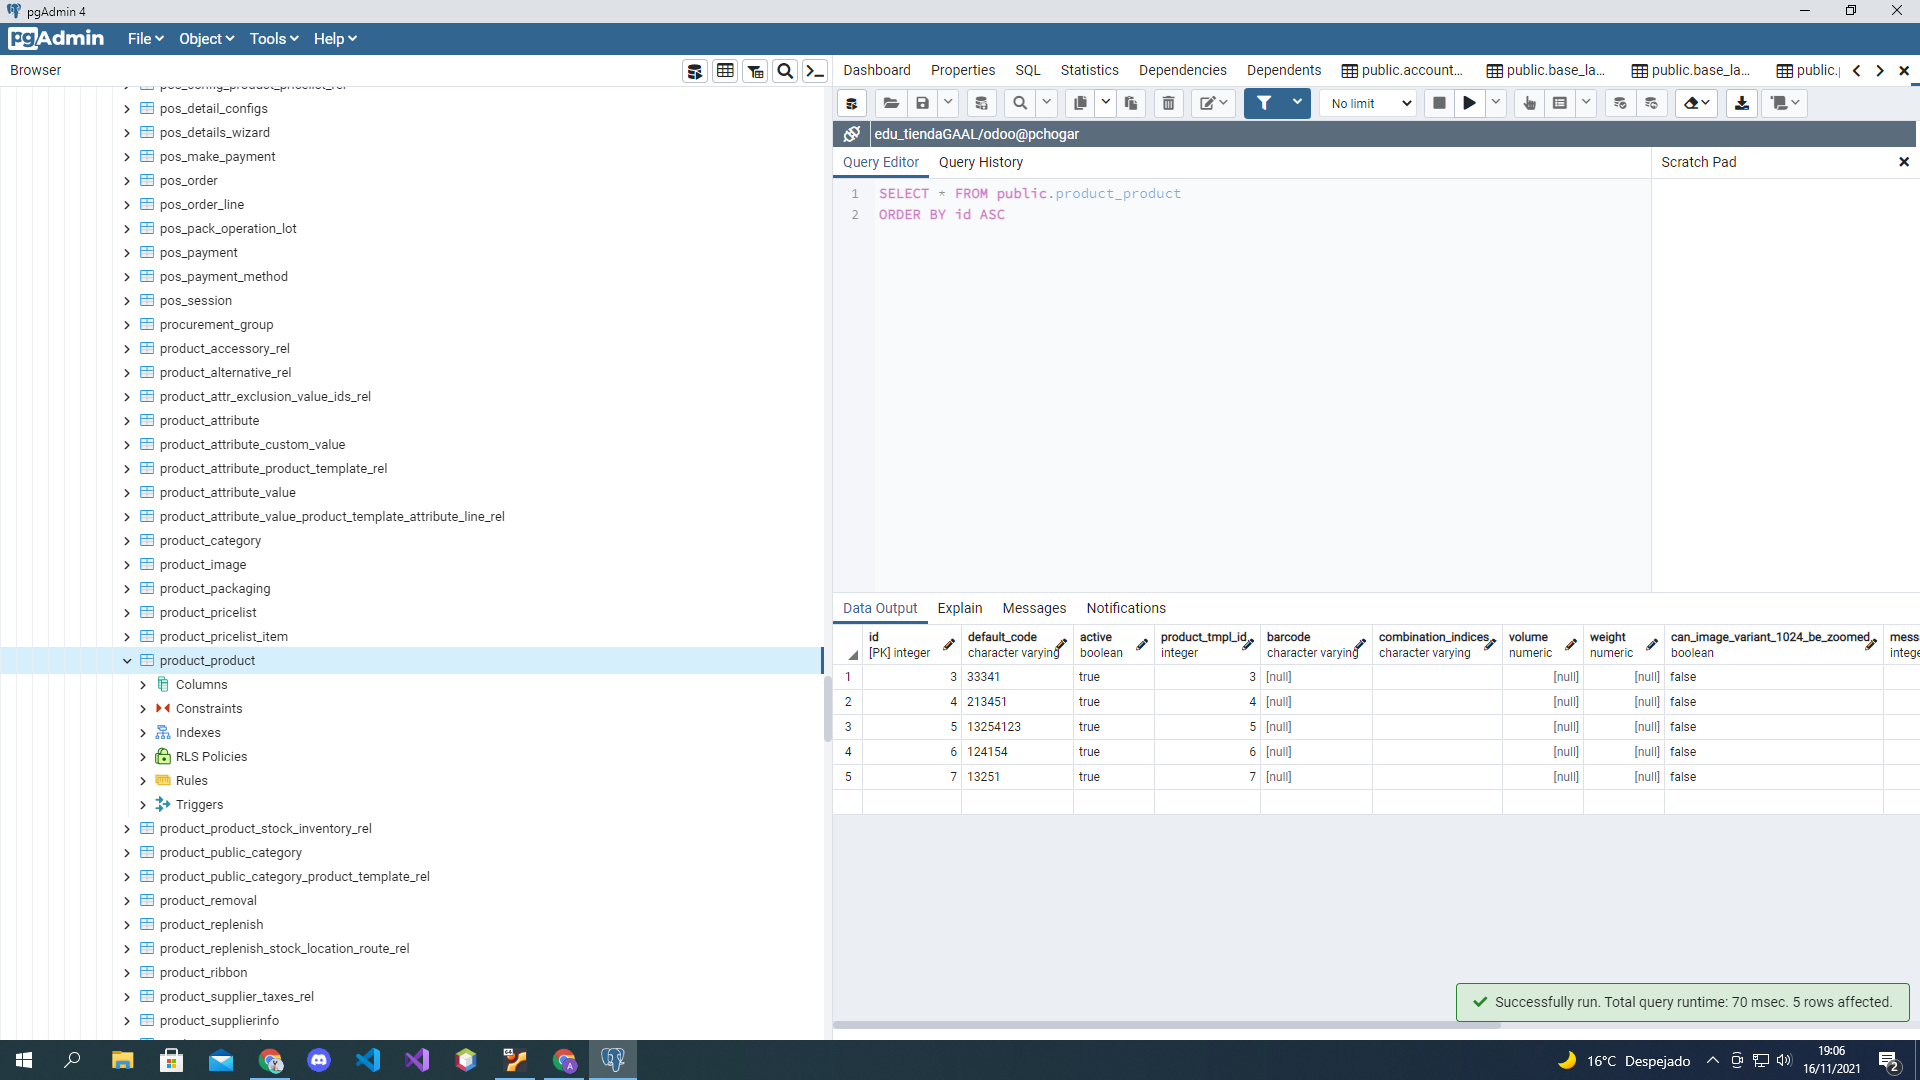 pgAdmin 4
pgAdmin File Object Tools Help
Browser
pos_config_product_pricelist_rel
pos_detail_configs
pos_details_wizard
pos_make_payment
pos_order
pos_order_line
pos_pack_operation_lot
pos_payment
pos_payment_method
pos_session
procurement_group
product_accessory_rel
product_alternative_rel
product_attr_exclusion_value_ids_rel
product_attribute
product_attribute_custom_value
product_attribute_product_template_rel
product_attribute_value
product_attribute_value_product_template_attribute_line_rel
product_category
product_image
product_packaging
product_pricelist
product_pricelist_item
product_product
Columns
Constraints
Indexes
RLS Policies
Rules
Triggers
product_product_stock_inventory_rel
product_public_category
product_public_category_product_template_rel
product_removal
product_replenish
product_replenish_stock_location_route_rel
product_ribbon
product_supplier_taxes_rel
product_supplierinfo
Dashboard Properties SQL Statistics Dependencies Dependents public.account... public.base_la... public.base_la... public.p
No limit
edu_tiendaGAAL/odoo@pchogar
Query Editor Query History Scratch Pad
1 SELECT * FROM public.product_product
2 ORDER BY id ASC
Data Output Explain Messages Notifications
id default_code active product_tmpl_id barcode combination_indices volume weight can_image_variant_1024_be_zoomed mess
[PK] integer character varying boolean integer character varying character varying numeric numeric boolean intege
1 3 33341 true 3 [null] [null] [null] false
2 4 213451 true 4 [null] [null] [null] false
3 5 13254123 true 5 [null] [null] [null] false
4 6 124154 true 6 [null] [null] [null] false
5 7 13251 true 7 [null] [null] [null] false
Successfully run. Total query runtime: 70 msec. 5 rows affected.
16°C Despejado
19:06
16/11/2021
2